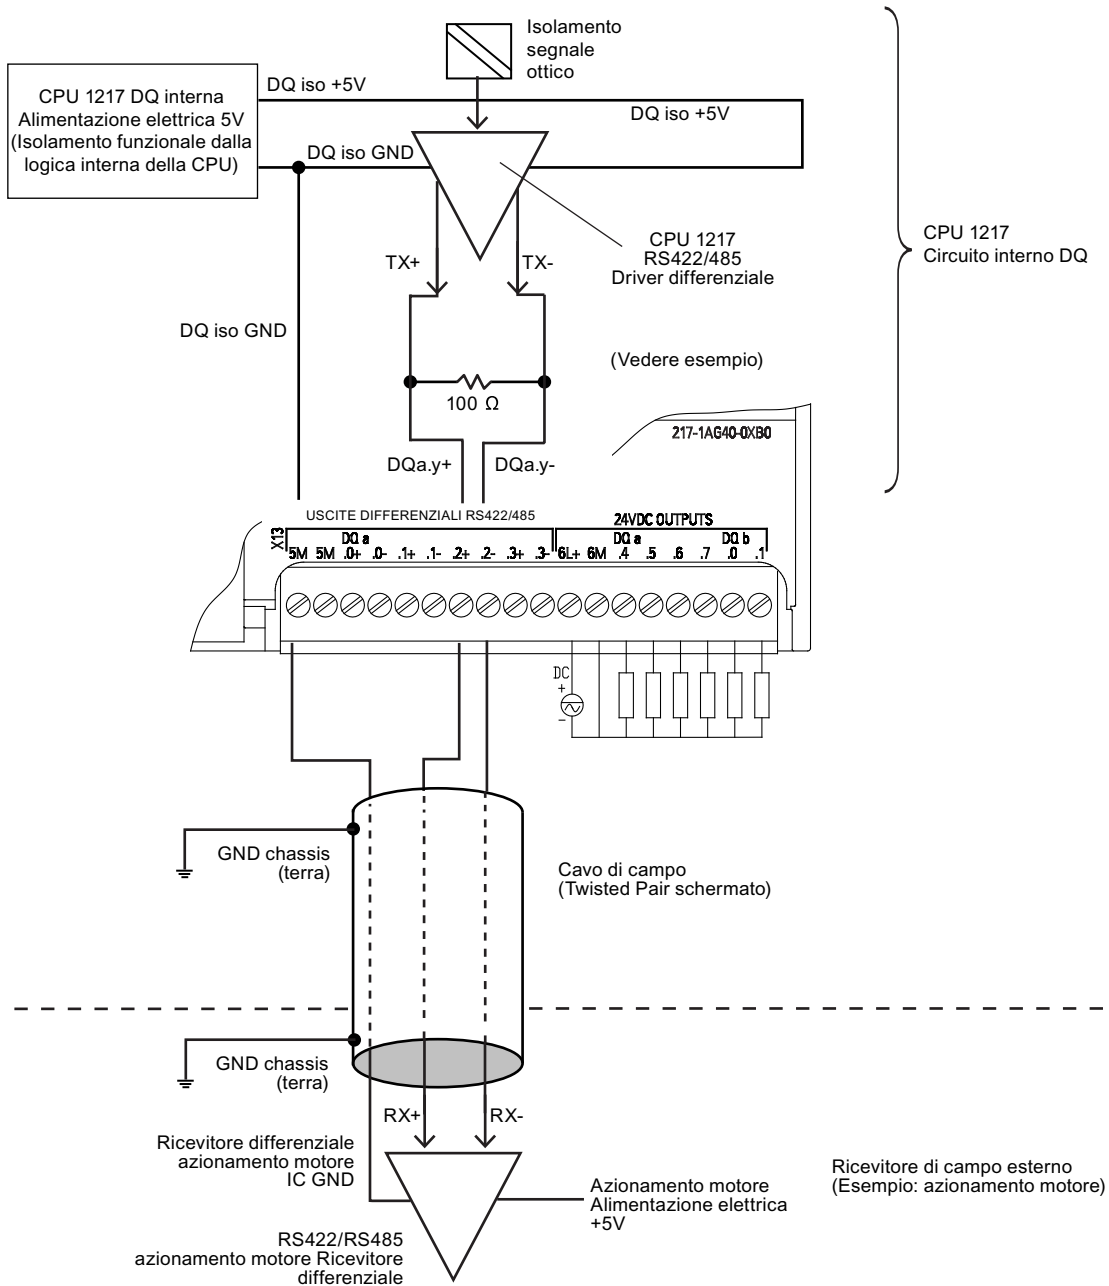 Isolamento
segnale
ottico
CPU 1217 DQ interna
Alimentazione elettrica 5V
(Isolamento funzionale dalla
logica interna della CPU)
DQ iso +5V
DQ iso +5V
DQ iso GND
CPU 1217
RS422/485
Driver differenziale
CPU 1217
Circuito interno DQ
TX+
TX-
DQ iso GND
(Vedere esempio)
100 Ω
217-1AG40-0XB0
DQa.y+
DQa.y-
USCITE DIFFERENZIALI RS422/485
24VDC OUTPUTS
X13
DQ a
DQ a
DQ b
5M 5M .0+ .0- .1+ .1- .2+ .2- .3+ .3- 6L+ 6M .4 .5 .6 .7 .0 .1
DC
+
-
GND chassis
(terra)
Cavo di campo
(Twisted Pair schermato)
GND chassis
(terra)
RX+
RX-
Ricevitore differenziale
azionamento motore
IC GND
Ricevitore di campo esterno
(Esempio: azionamento motore)
Azionamento motore
Alimentazione elettrica
+5V
RS422/RS485
azionamento motore Ricevitore
differenziale